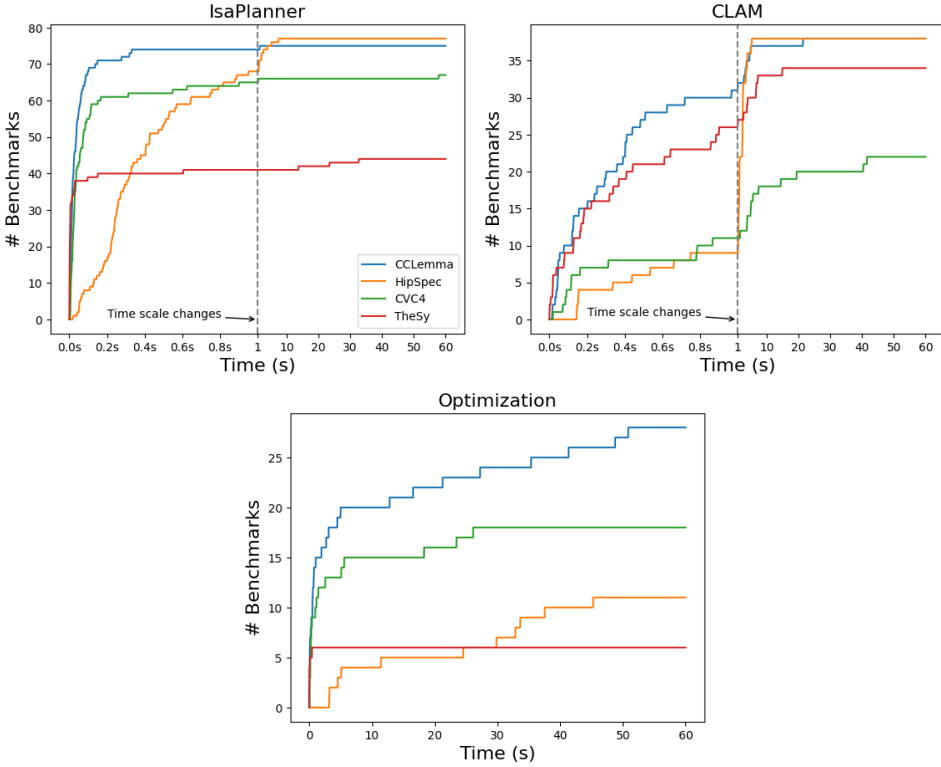 IsaPlanner
80
70
60
50
40
30
20
10
0
# Benchmarks
CCLemma
HipSpec
CVC4
TheSy
Time scale changes
0.0s 0.2s 0.4s 0.6s 0.8s 1 10 20 30 40 50 60
Time (s)
CLAM
35
30
25
20
15
10
5
0
# Benchmarks
Time scale changes
0.0s 0.2s 0.4s 0.6s 0.8s 1 10 20 30 40 50 60
Time (s)
Optimization
25
20
15
10
5
0
# Benchmarks
0 10 20 30 40 50 60
Time (s)